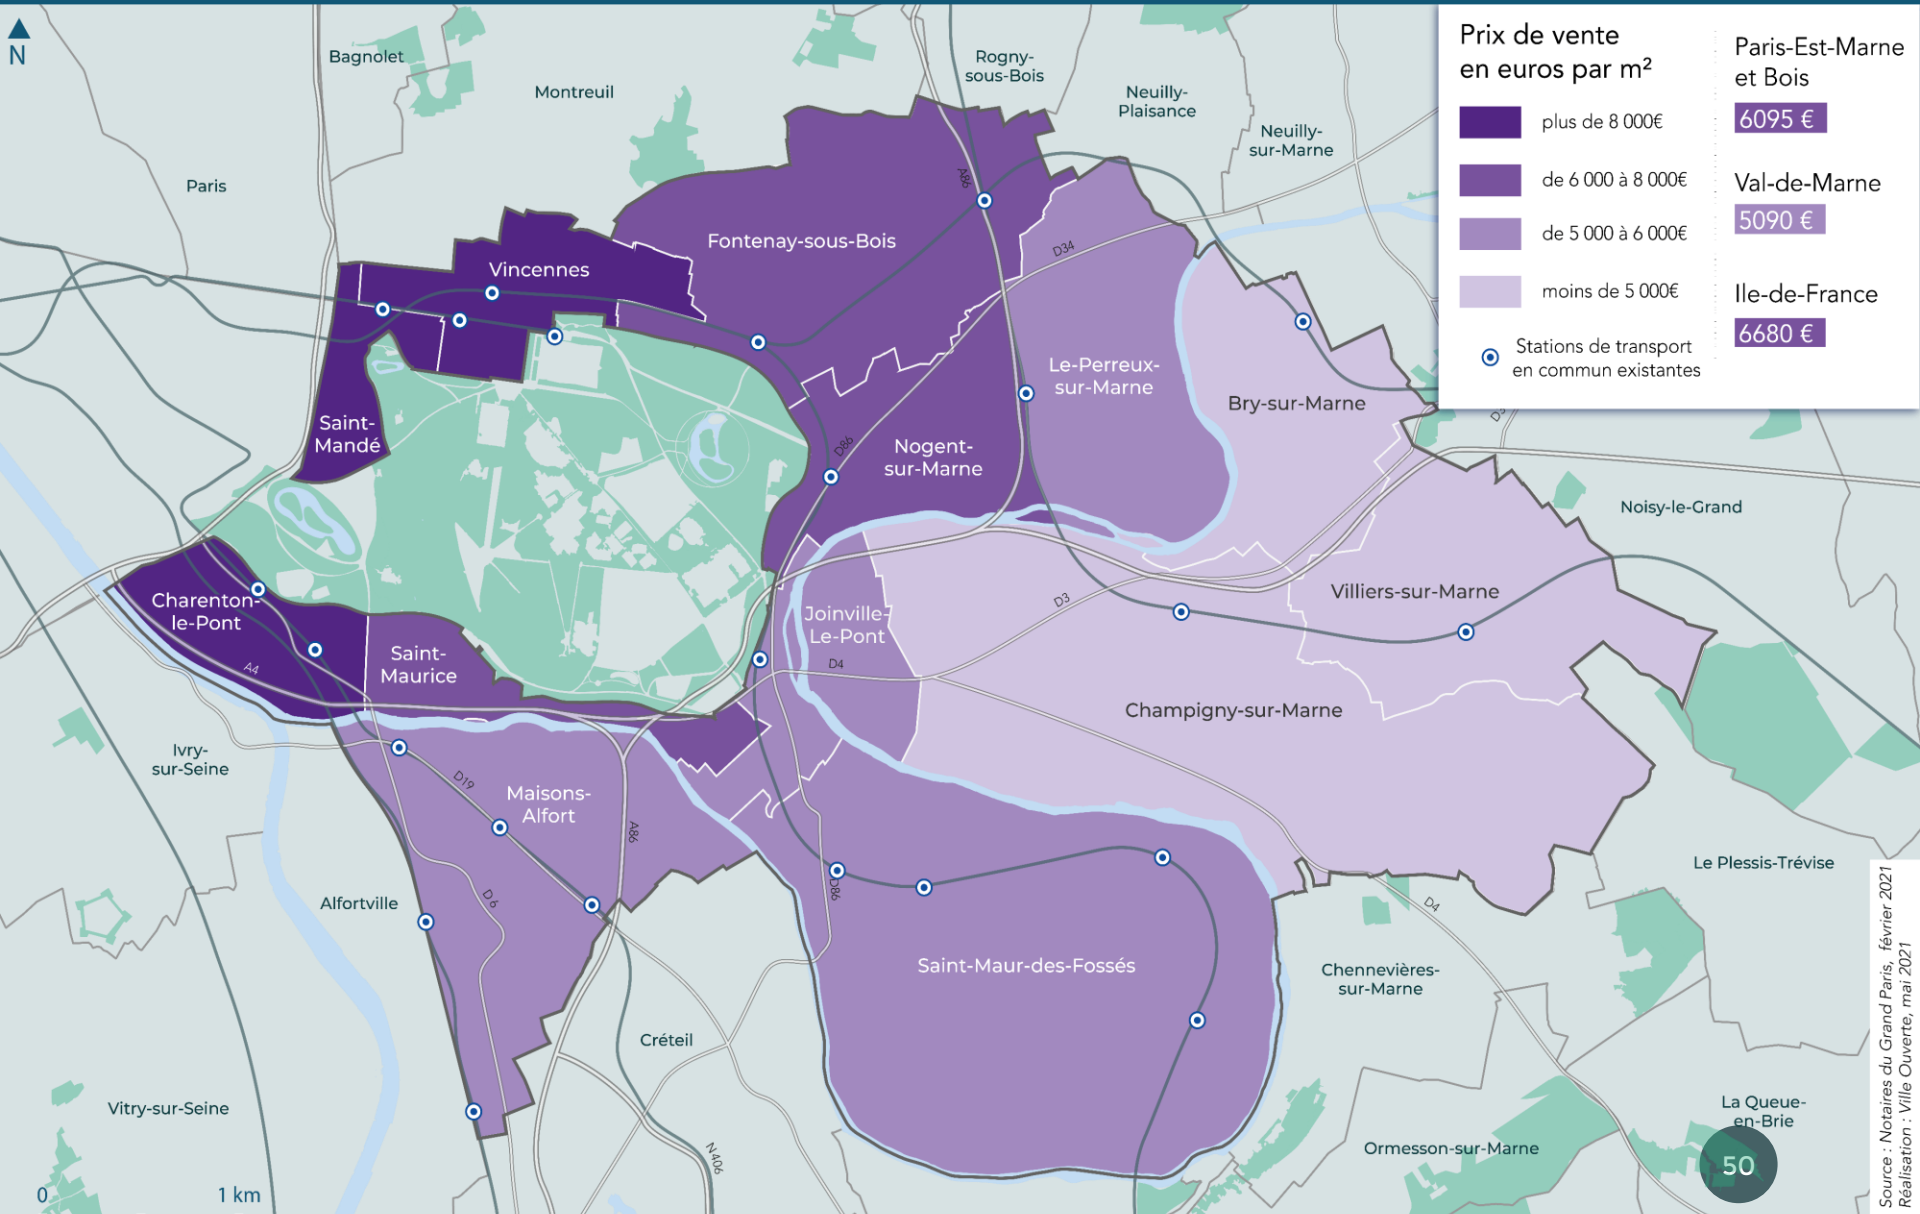 N
Bagnolet
Montreuil
Rogny-
sous-Bois
Neuilly-
Plaisance
Neuilly-
sur-Marne
Paris
Prix de vente
en euros par m²
plus de 8 000€
de 6 000 à 8 000€
de 5 000 à 6 000€
moins de 5 000€
Stations de transport
en commun existantes
Paris-Est-Marne
et Bois
6095 €
Val-de-Marne
5090 €
Ile-de-France
6680 €
A86
Fontenay-sous-Bois
Vincennes
D34
Le-Perreux-
sur-Marne
Bry-sur-Marne
Saint-
Mandé
D86
Nogent-
sur-Marne
Noisy-le-Grand
Charenton-
le-Pont
Joinville-
Le-Pont
D3
Villiers-sur-Marne
A4
Saint-
Maurice
D4
Champigny-sur-Marne
Ivry-
sur-Seine
D19
Maisons-
Alfort
A86
Le Plessis-Trévise
D6
D86
Alfortville
D4
Saint-Maur-des-Fossés
Chennevières-
sur-Marne
Créteil
Vitry-sur-Seine
N406
Ormesson-sur-Marne
La Queue-
en-Brie
50
0
1 km
Source : Notaires du Grand Paris, février 2021
Réalisation : Ville Ouverte, mai 2021